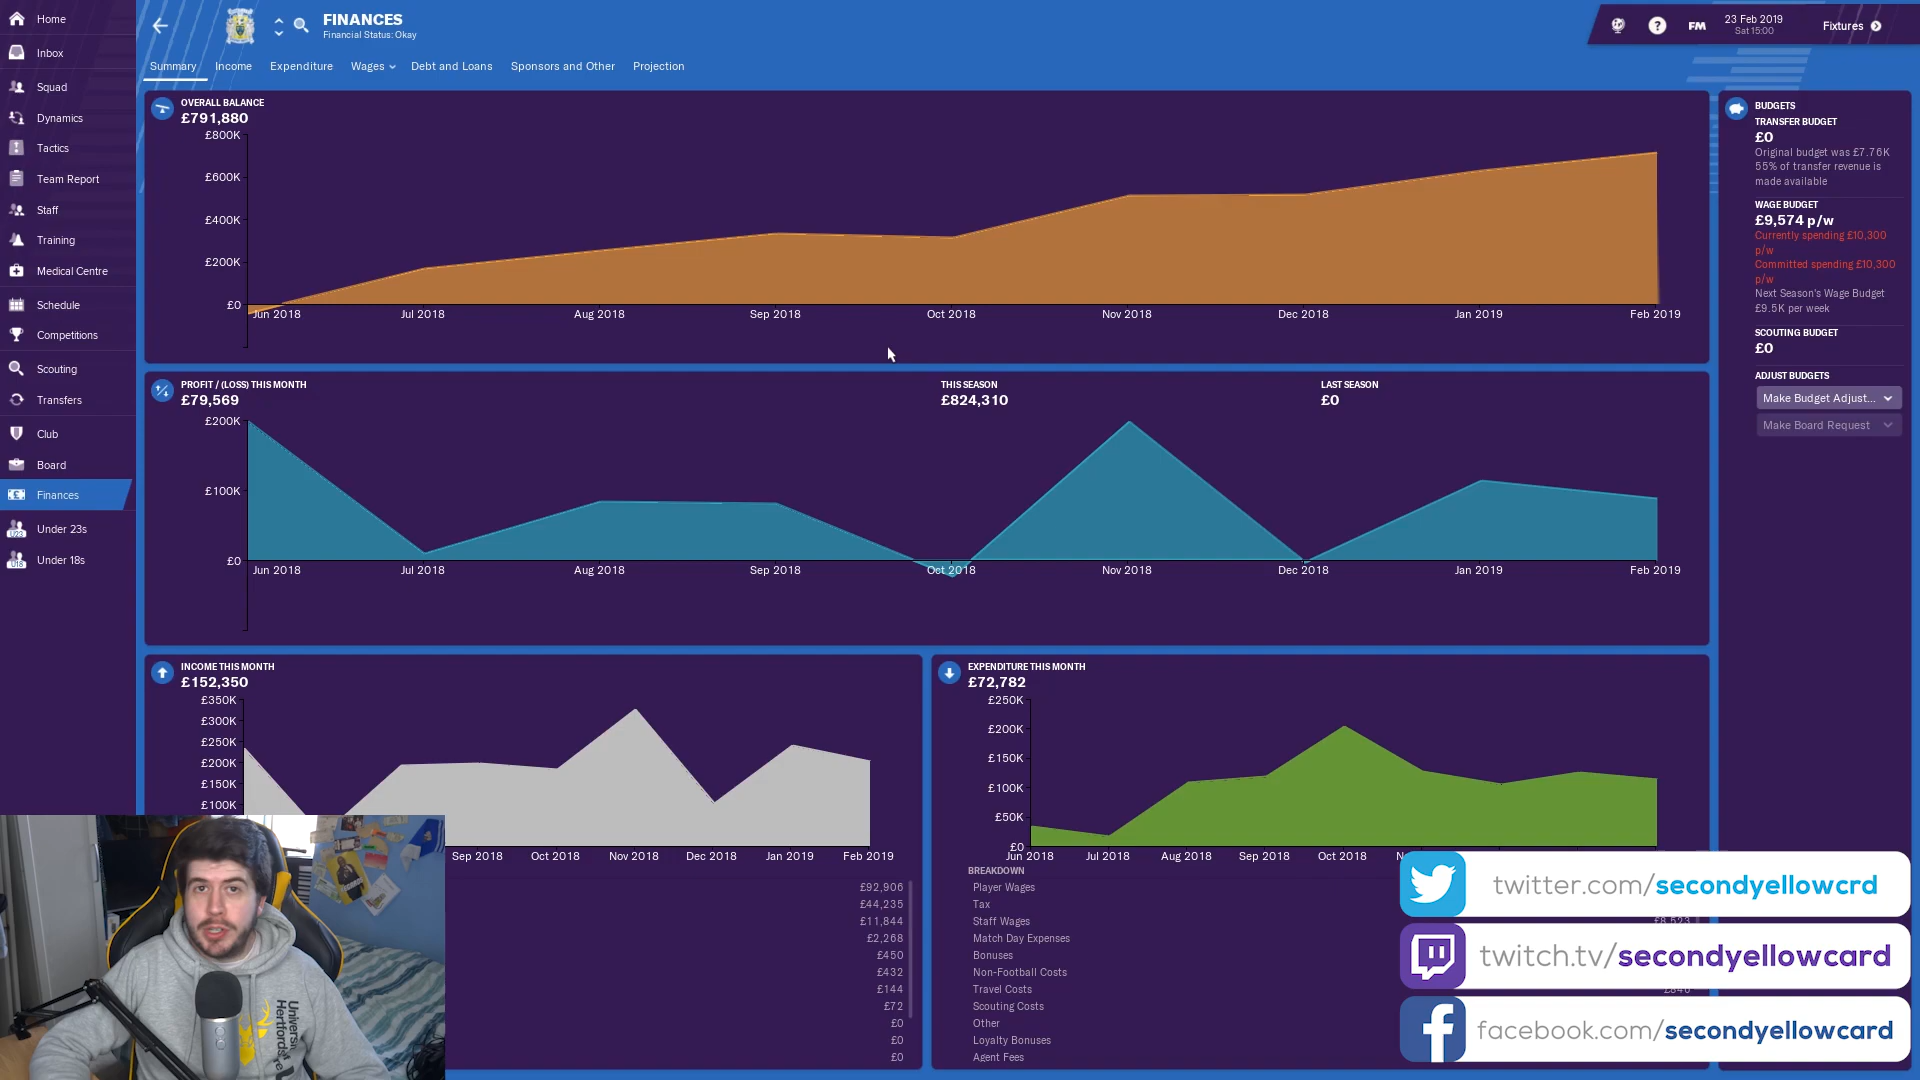 Home
Inbox
Squad
Dynamics
Tactics
Team Report
Staff
Training
Medical Centre
Schedule
Competitions
Scouting
Transfers
Club
Board
Finances
Under 23s
Under 18s
FINANCES
Financial Status: Okay
FM
23 Feb 2019
Sat 15:00
Fixtures
Summary Income Expenditure Wages Debt and Loans Sponsors and Other Projection
OVERALL BALANCE
£791,880
£800K
£600K
£400K
£200K
£0
Jun 2018 Jul 2018 Aug 2018 Sep 2018 Oct 2018 Nov 2018 Dec 2018 Jan 2019 Feb 2019
PROFIT / (LOSS) THIS MONTH THIS SEASON LAST SEASON
£79,569 £824,310 £0
£200K
£100K
£0
Jun 2018 Jul 2018 Aug 2018 Sep 2018 Oct 2018 Nov 2018 Dec 2018 Jan 2019 Feb 2019
INCOME THIS MONTH
£152,350
£350K
£300K
£250K
£200K
£150K
£100K
Sep 2018 Oct 2018 Nov 2018 Dec 2018 Jan 2019 Feb 2019
£92,906
£44,235
£11,844
£2,268
£450
£432
£144
£72
£0
£0
£0
EXPENDITURE THIS MONTH
£72,782
£250K
£200K
£150K
£100K
£50K
£0
Jun 2018 Jul 2018 Aug 2018 Sep 2018 Oct 2018
BREAKDOWN
Player Wages
Tax
Staff Wages
Match Day Expenses
Bonuses
Non-Football Costs
Travel Costs
Scouting Costs
Other
Loyalty Bonuses
Agent Fees
BUDGETS
TRANSFER BUDGET
£0
Original budget was £7.76K
55% of transfer revenue is
made available
WAGE BUDGET
£9,574 p/w
Currently spending £10,300
p/w
Committed spending £10,300
p/w
Next Season's Wage Budget
£9.5K per week
SCOUTING BUDGET
£0
ADJUST BUDGETS
Make Budget Adjust...
Make Board Request
twitter.com/secondyellowcrd
twitch.tv/secondyellowcard
facebook.com/secondyellowcard